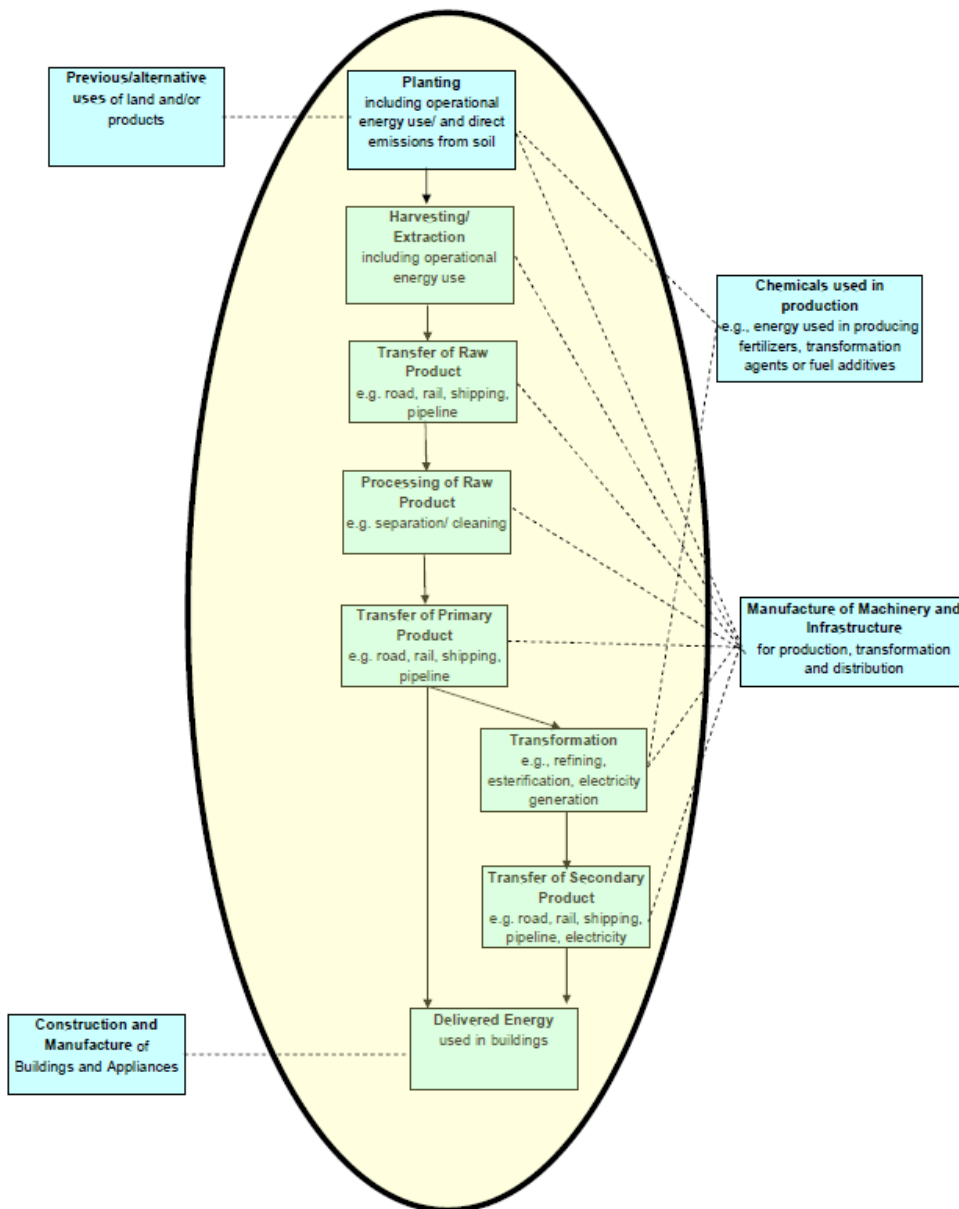 Previous/alternative
uses of land and/or
products
Planting
including operational
energy use/ and direct
emissions from soil
Harvesting/
Extraction
including operational
energy use
Chemicals used in
production
e.g., energy used in producing
fertilizers, transformation
agents or fuel additives
Transfer of Raw
Product
e.g. road, rail, shipping,
pipeline
Processing of Raw
Product
e.g. separation/ cleaning
Transfer of Primary
Product
e.g. road, rail, shipping,
pipeline
Manufacture of Machinery and
Infrastructure
for production, transformation
and distribution
Transformation
e.g., refining,
esterification, electricity
generation
Transfer of Secondary
Product
e.g. road, rail, shipping,
pipeline, electricity
Delivered Energy
used in buildings
Construction and
Manufacture of
Buildings and Appliances